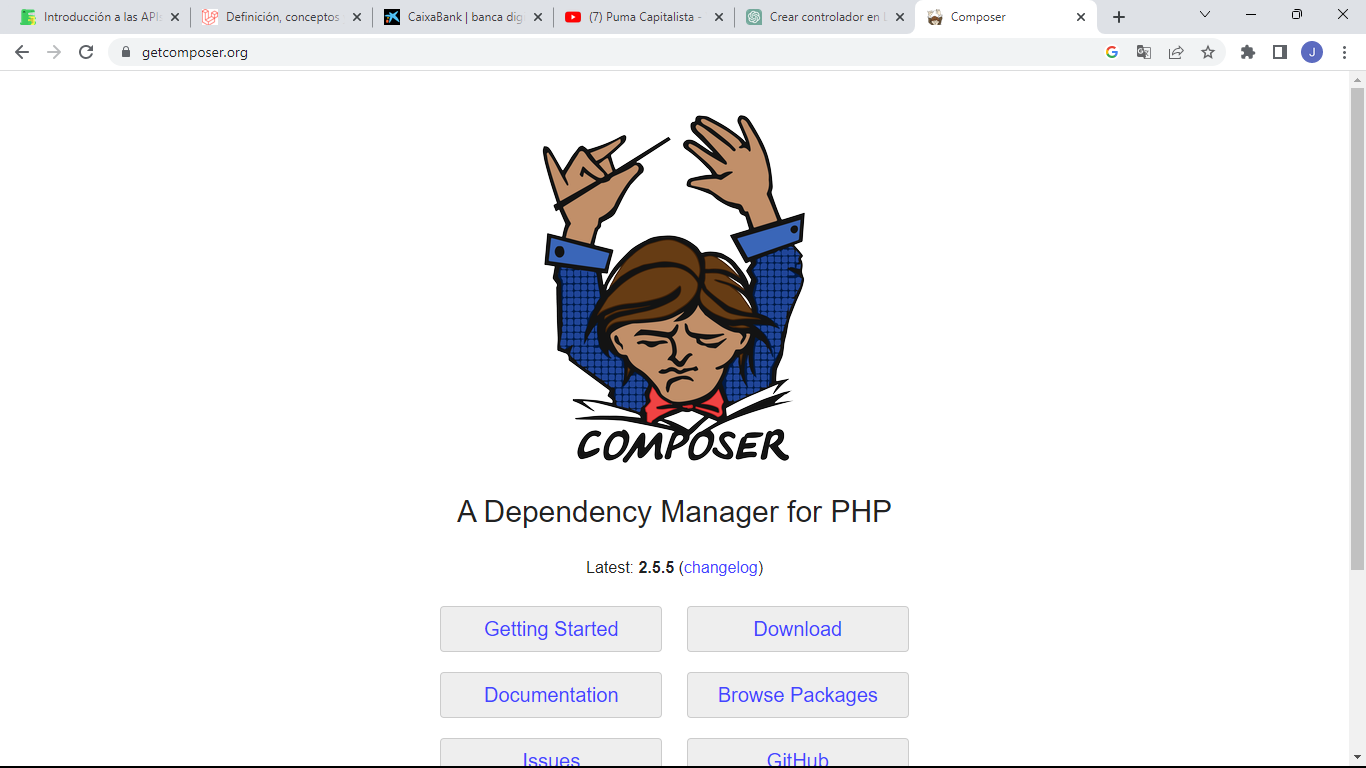 Introducción a las APIs
Definición, conceptos
CaixaBank | banca dig
(7) Puma Capitalista -
Crear controlador en L
Composer
getcomposer.org
J
COMPOSER
A Dependency Manager for PHP
Latest: 2.5.5 (changelog)
Getting Started
Download
Documentation
Browse Packages
Issues
GitHub